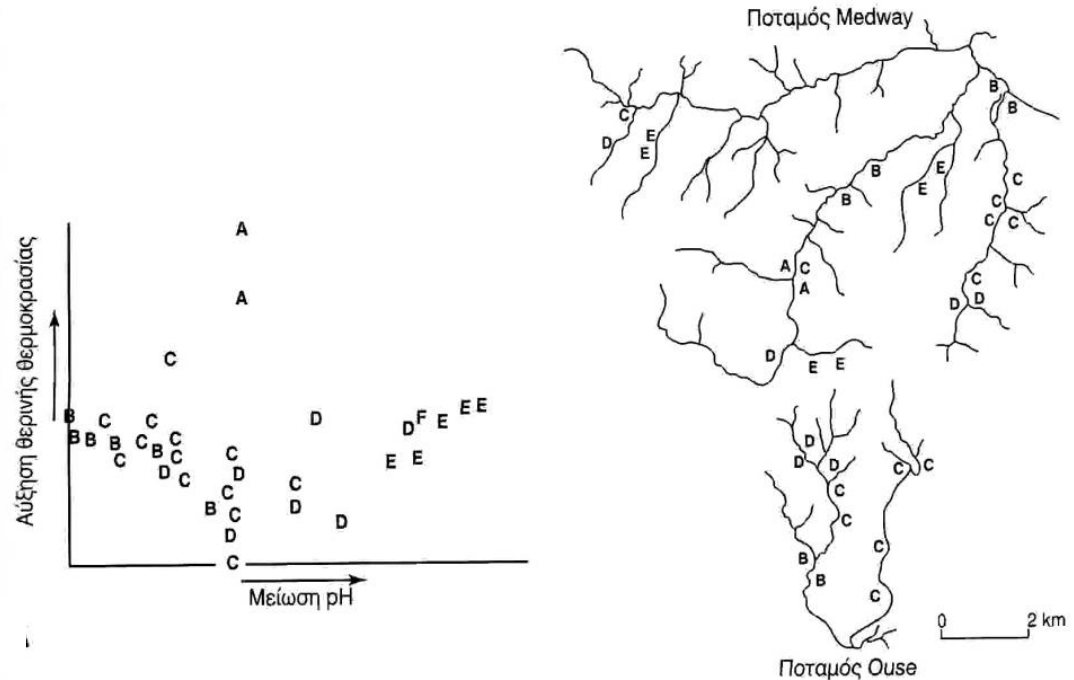 Ποταμός Medway
Αύξηση θερινής θερμοκρασίας
A
A
C
B C C D D F E E E
B B B C B C C
C D C C D E E
B C C D C
D D
C
Μείωση pH
B
B
C
D E
E
B
B
E
E
C
C
C C
A C
A
C
D D
D
E E
D
D D
C
C
C C
B
B
C
C
0 2 km
Ποταμός Ouse